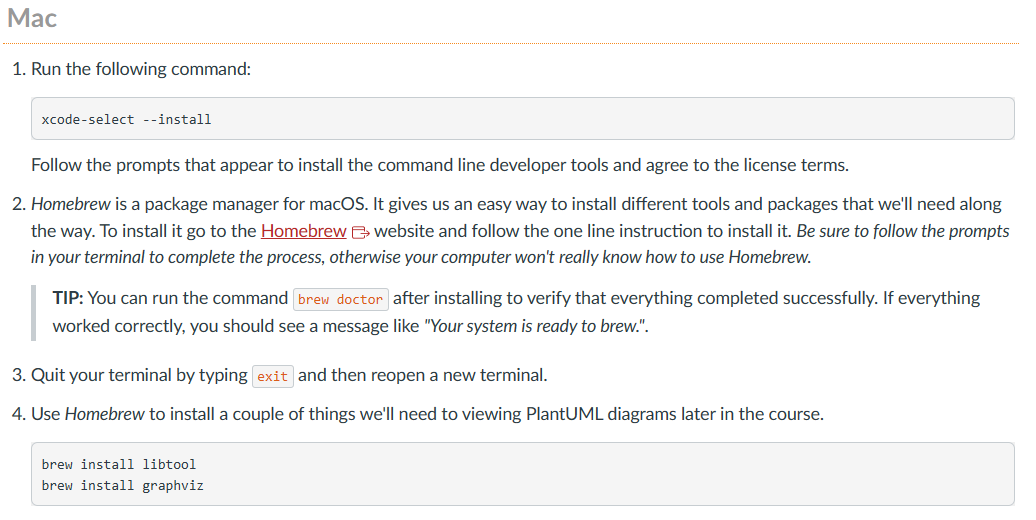 Mac
1. Run the following command:
xcode-select --install
Follow the prompts that appear to install the command line developer tools and agree to the license terms.
2. Homebrew is a package manager for macOS. It gives us an easy way to install different tools and packages that we'll need along
the way. To install it go to the Homebrew website and follow the one line instruction to install it. Be sure to follow the prompts
in your terminal to complete the process, otherwise your computer won't really know how to use Homebrew.
TIP: You can run the command brew doctor after installing to verify that everything completed successfully. If everything
worked correctly, you should see a message like "Your system is ready to brew.".
3. Quit your terminal by typing exit and then reopen a new terminal.
4. Use Homebrew to install a couple of things we'll need to viewing PlantUML diagrams later in the course.
brew install libtool
brew install graphviz